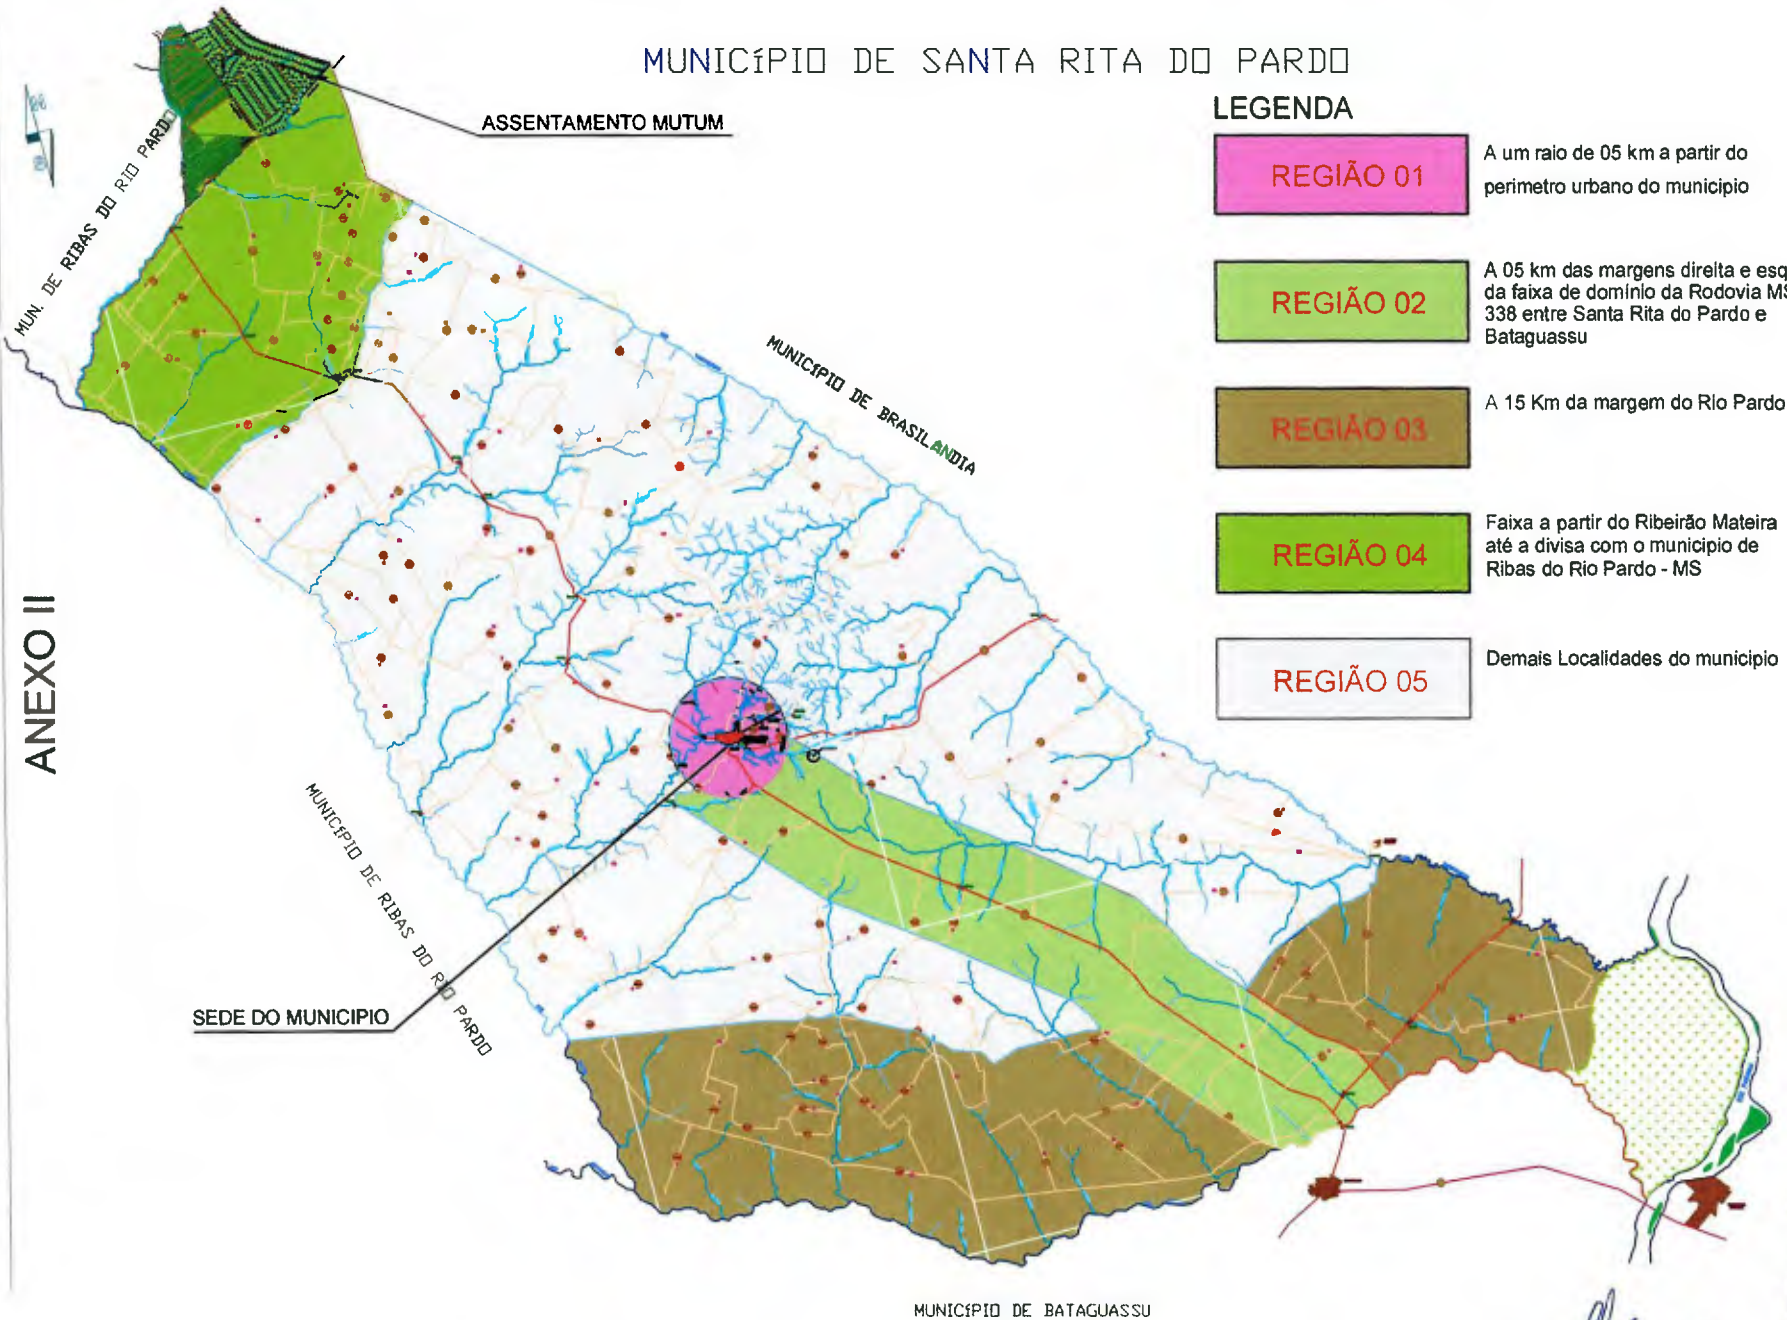 MUNICíPIO DE SANTA RITA DO PARDO
LEGENDA
ASSENTAMENTO MUTUM
REGIÃO 01
A um raio de 05 km a partir do
perimetro urbano do municipio
REGIÃO 02
A 05 km das margens direita e esq
da faixa de domínio da Rodovia MS
338 entre Santa Rita do Pardo e
Bataguassu
REGIÃO 03
A 15 Km da margem do Rio Pardo
REGIÃO 04
Faixa a partir do Ribeirão Mateira
até a divisa com o municipio de
Ribas do Rio Pardo - MS
REGIÃO 05
Demais Localidades do municipio
MUN. DE RIBAS DO RIO PARDO
MUNICíPIO DE BRASILANDIA
ANEXO II
MUNICíPIO DE RIBAS DO RIO PARDO
SEDE DO MUNICIPIO
MUNICíPIO DE BATAGUASSU